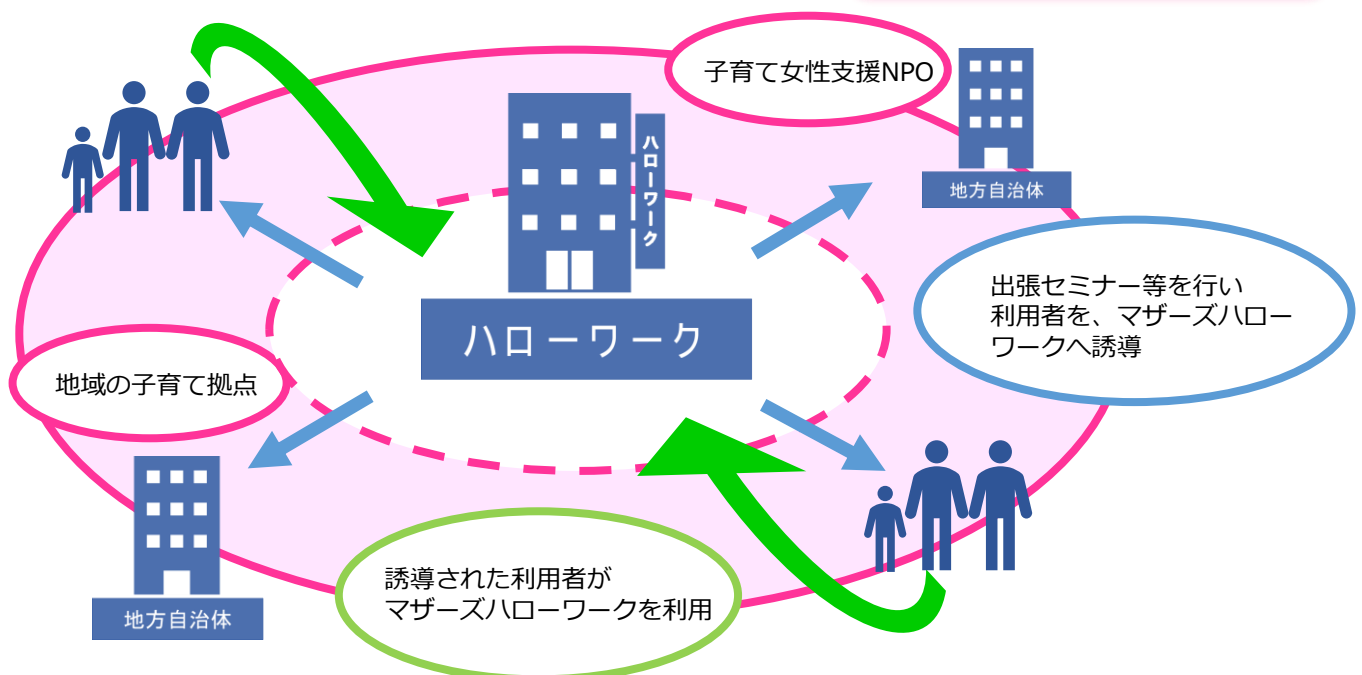 子育て女性支援NPO
ハローワーク
地方自治体
ハローワーク
出張セミナー等を行い
利用者を、マザーズハロー
ワークへ誘導
地域の子育て拠点
誘導された利用者が
マザーズハローワークを利用
地方自治体